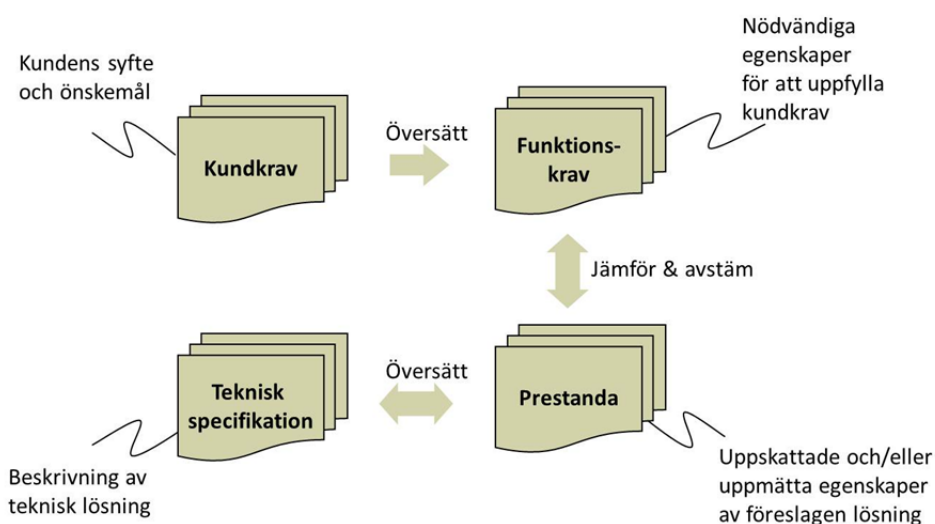 Kundens syfte
och önskemål
Kundkrav
Översätt
Funktions-
krav
Nödvändiga
egenskaper
för att uppfylla
kundkrav
Jämför & avstäm
Teknisk
specifikation
Översätt
Prestanda
Beskrivning av
teknisk lösning
Uppskattade och/eller
uppmätta egenskaper
av föreslagen lösning